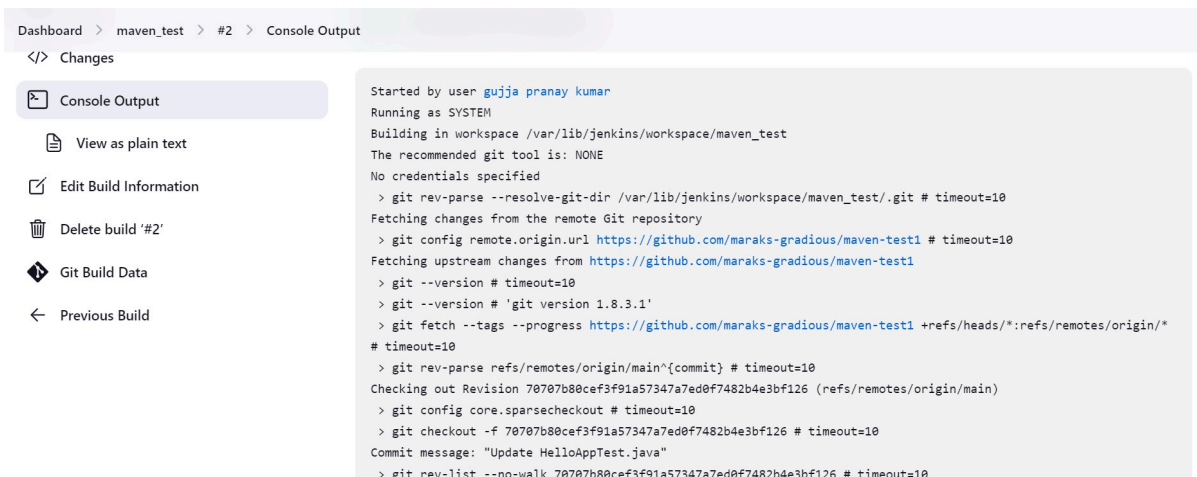 Dashboard > maven_test > #2 > Console Output
</> Changes
Console Output
View as plain text
Edit Build Information
Delete build '#2'
Git Build Data
Previous Build
Started by user gujja pranay kumar
Running as SYSTEM
Building in workspace /var/lib/jenkins/workspace/maven_test
The recommended git tool is: NONE
No credentials specified
> git rev-parse --resolve-git-dir /var/lib/jenkins/workspace/maven_test/.git # timeout=10
Fetching changes from the remote Git repository
> git config remote.origin.url https://github.com/maraks-gradious/maven-test1 # timeout=10
Fetching upstream changes from https://github.com/maraks-gradious/maven-test1
> git --version # timeout=10
> git --version # 'git version 1.8.3.1'
> git fetch --tags --progress https://github.com/maraks-gradious/maven-test1 +refs/heads/*:refs/remotes/origin/*
# timeout=10
> git rev-parse refs/remotes/origin/main^{commit} # timeout=10
Checking out Revision 70707b80cef3f91a57347a7ed0f7482b4e3bf126 (refs/remotes/origin/main)
> git config core.sparsecheckout # timeout=10
> git checkout -f 70707b80cef3f91a57347a7ed0f7482b4e3bf126 # timeout=10
Commit message: "Update HelloAppTest.java"
> git rev-list --no-walk 70707b80cef3f91a57347a7ed0f7482b4e3bf126 # timeout=10